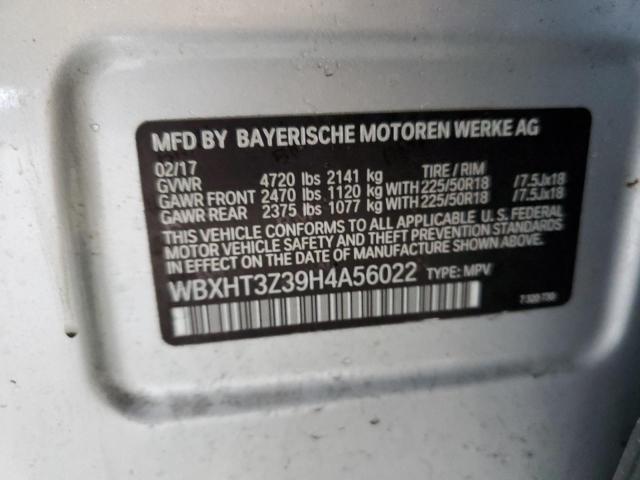 MFD BY BAYERISCHE MOTOREN WERKE AG
02/17 TIRE / RIM
GVWR 4720 lbs 2141 kg
GAWR FRONT 2470 lbs 1120 kg WITH 225/50R18 /7.5Jx18
GAWR REAR 2375 lbs 1077 kg WITH 225/50R18 /7.5Jx18
THIS VEHICLE CONFORMS TO ALL APPLICABLE U.S. FEDERAL
MOTOR VEHICLE SAFETY AND THEFT PREVENTION STANDARDS
IN EFFECT ON THE DATE OF MANUFACTURE SHOWN ABOVE.
WBXHT3Z39H4A56022 TYPE: MPV